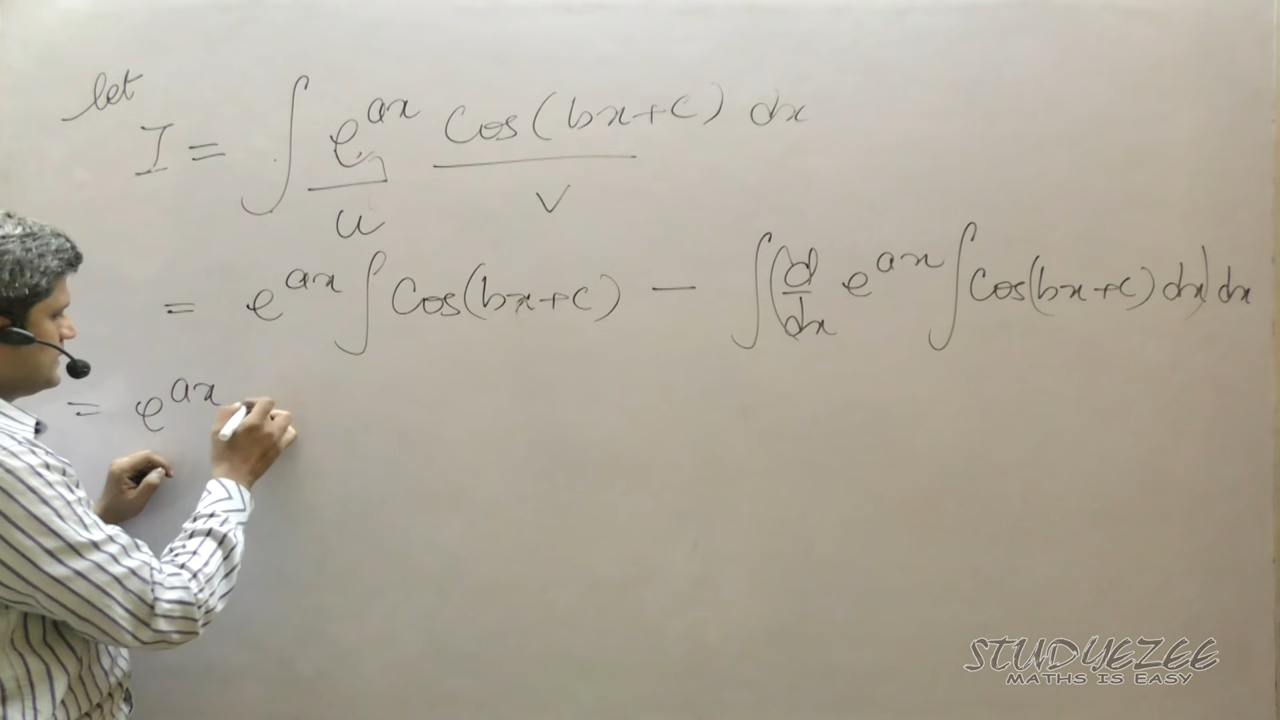 let
I = ∫ e^ax cos(bx+c) dx
u v
= e^ax ∫ cos(bx+c) – ∫(d/dx e^ax ∫cos(bx+c) dx) dx
= e^ax
STUDYEZEE
MATHS IS EASY